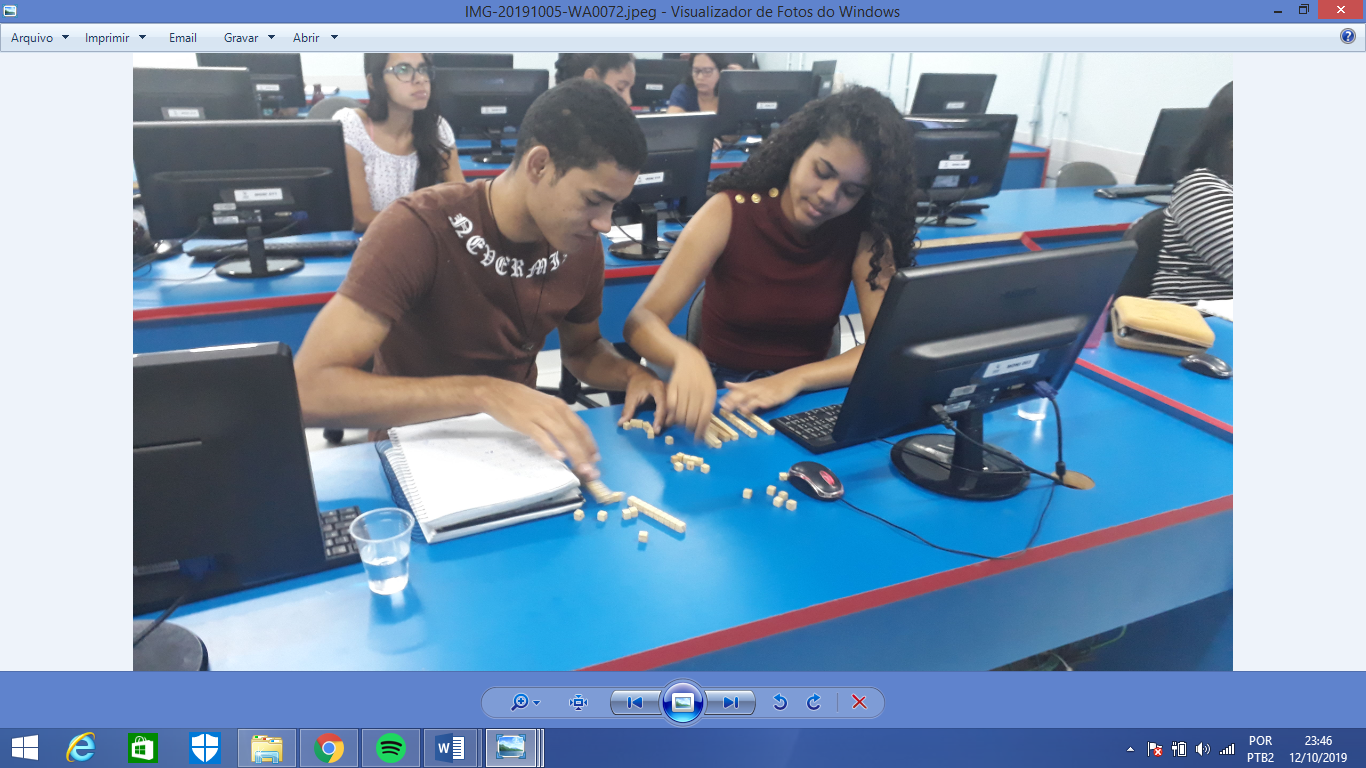 IMG-20191005-WA0072.jpeg - Visualizador de Fotos do Windows
Arquivo Imprimir Email Gravar Abrir
NEVERMI
POR 23:46
PTB2 12/10/2019